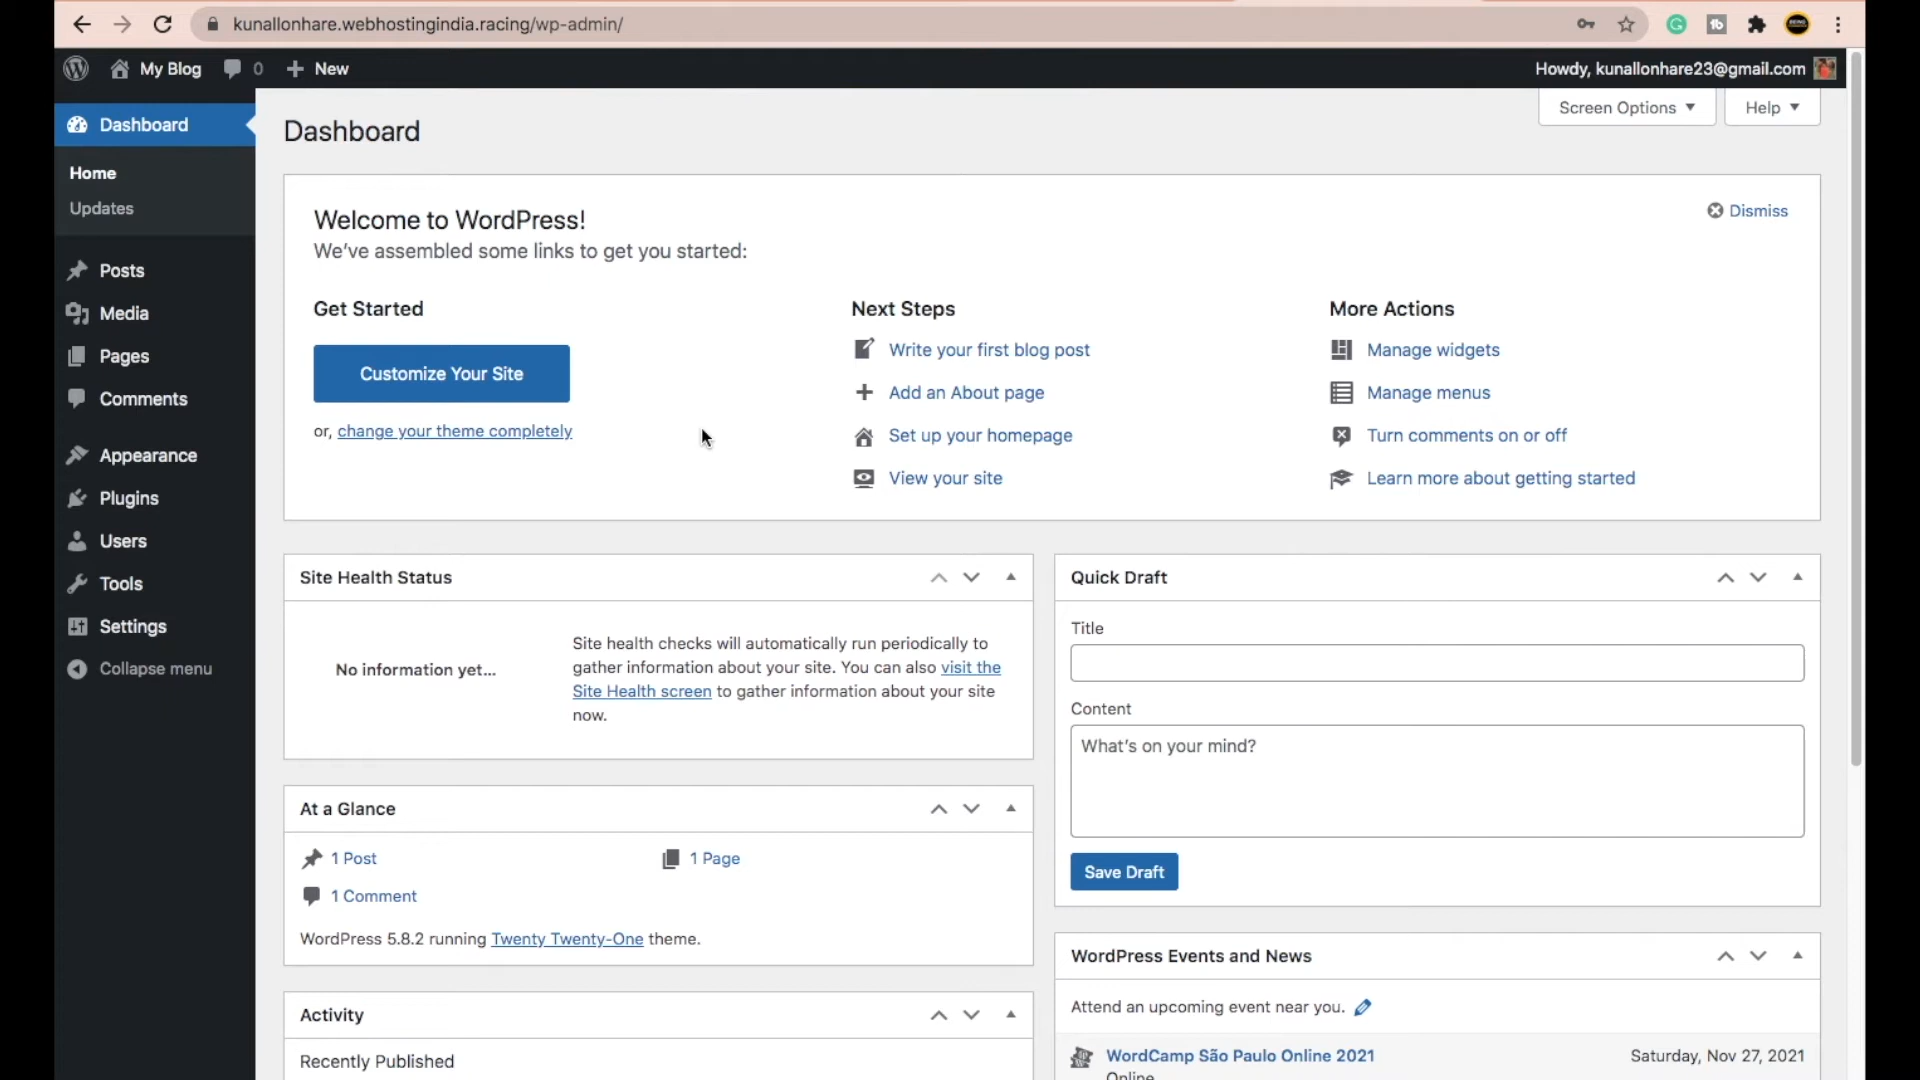 kunallonhare.webhostingindia.racing/wp-admin/
My Blog 0 New
Howdy, kunallonhare23@gmail.com
Screen Options Help
Dashboard
Home
Updates
Posts
Media
Pages
Comments
Appearance
Plugins
Users
Tools
Settings
Collapse menu
Dashboard
Welcome to WordPress!
Dismiss
We've assembled some links to get you started:
Get Started
Customize Your Site
or, change your theme completely
Next Steps
Write your first blog post
Add an About page
Set up your homepage
View your site
More Actions
Manage widgets
Manage menus
Turn comments on or off
Learn more about getting started
Site Health Status
No information yet...
Site health checks will automatically run periodically to
gather information about your site. You can also visit the
Site Health screen to gather information about your site
now.
At a Glance
1 Post
1 Page
1 Comment
WordPress 5.8.2 running Twenty Twenty-One theme.
Activity
Recently Published
Quick Draft
Title
Content
What's on your mind?
Save Draft
WordPress Events and News
Attend an upcoming event near you.
WordCamp São Paulo Online 2021
Saturday, Nov 27, 2021
Online